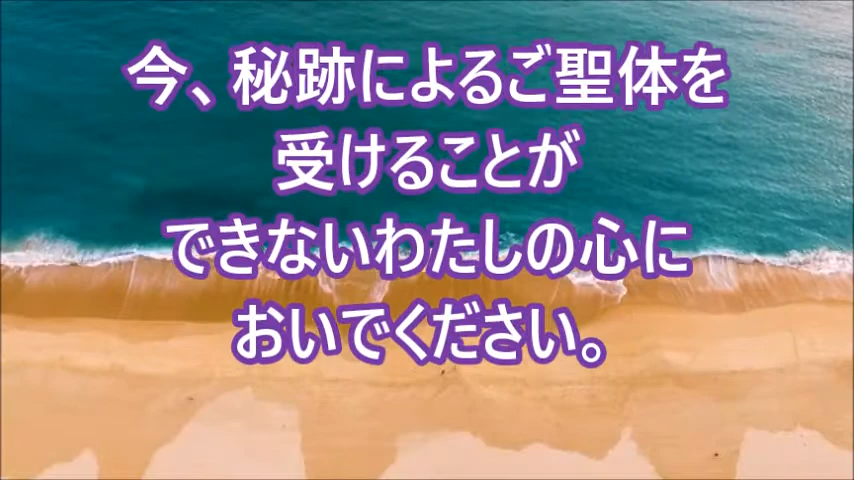 今、秘跡によるご聖体を
受けることが
できないわたしの心に
おいでください。